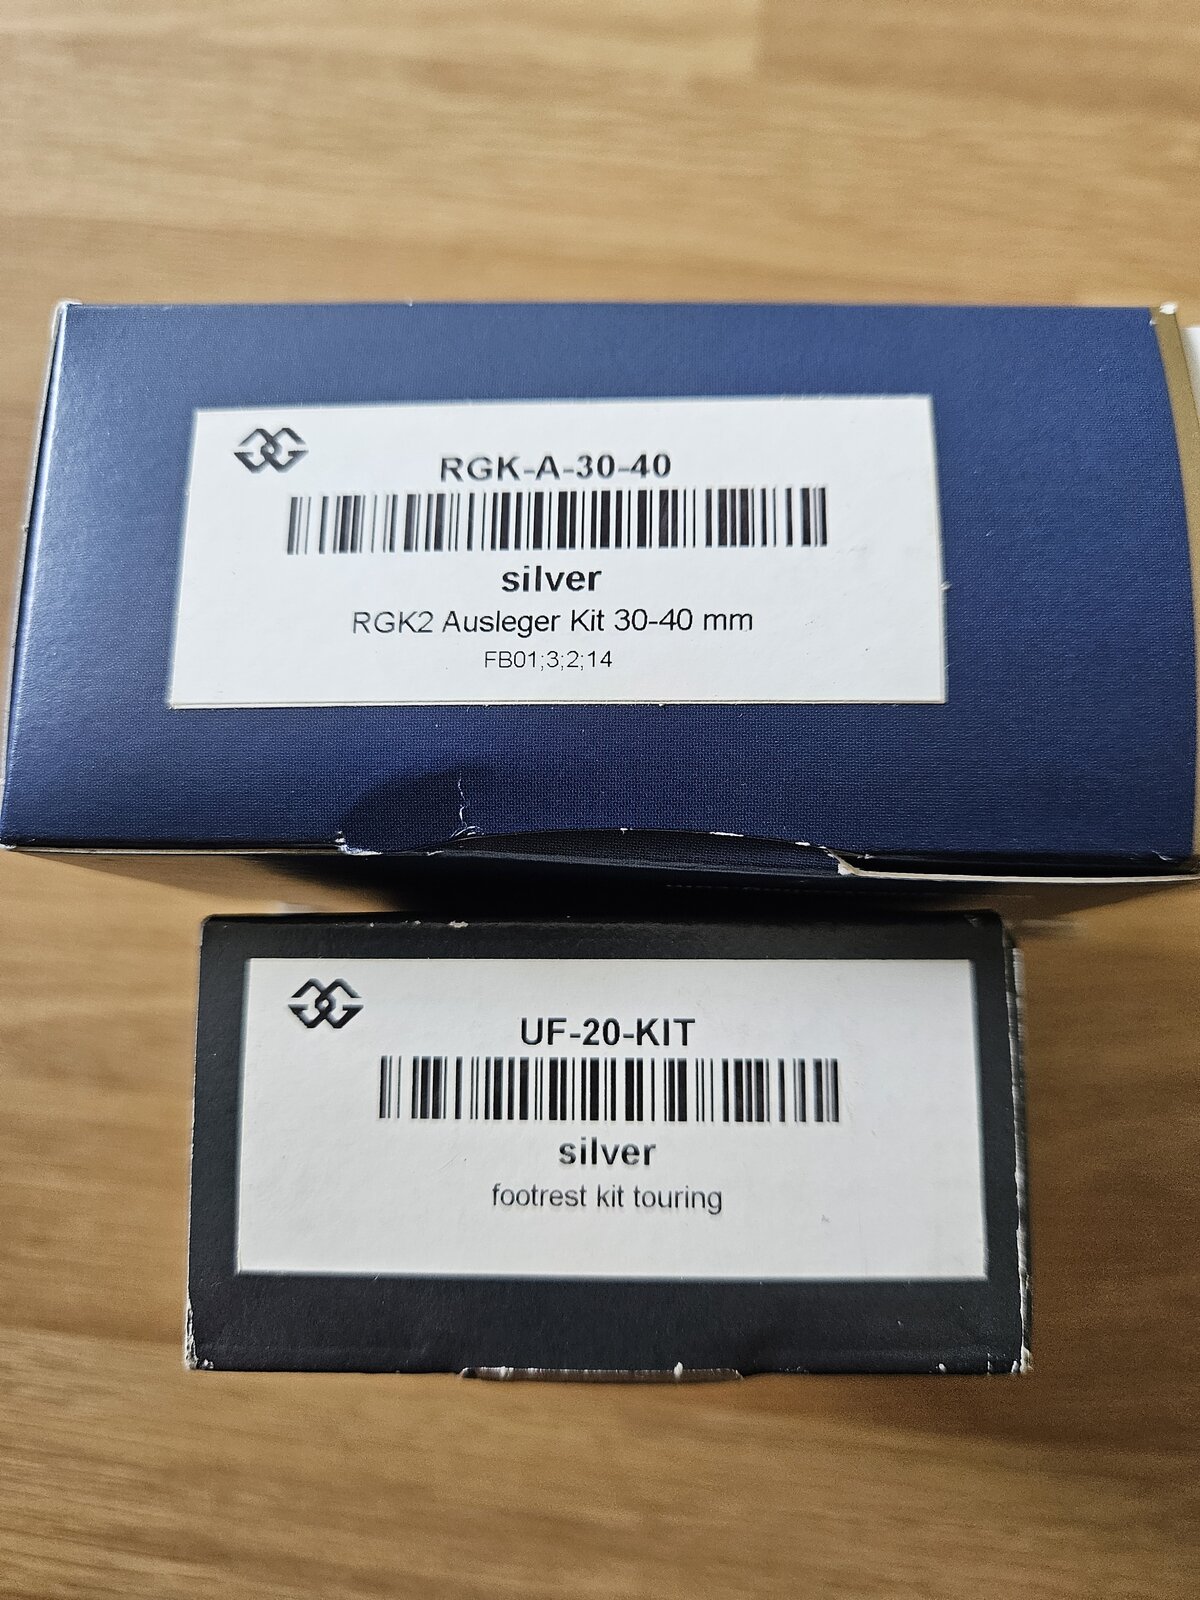 RGK-A-30-40
silver
RGK2 Ausleger Kit 30-40 mm
FB01;3;2;14
UF-20-KIT
silver
footrest kit touring